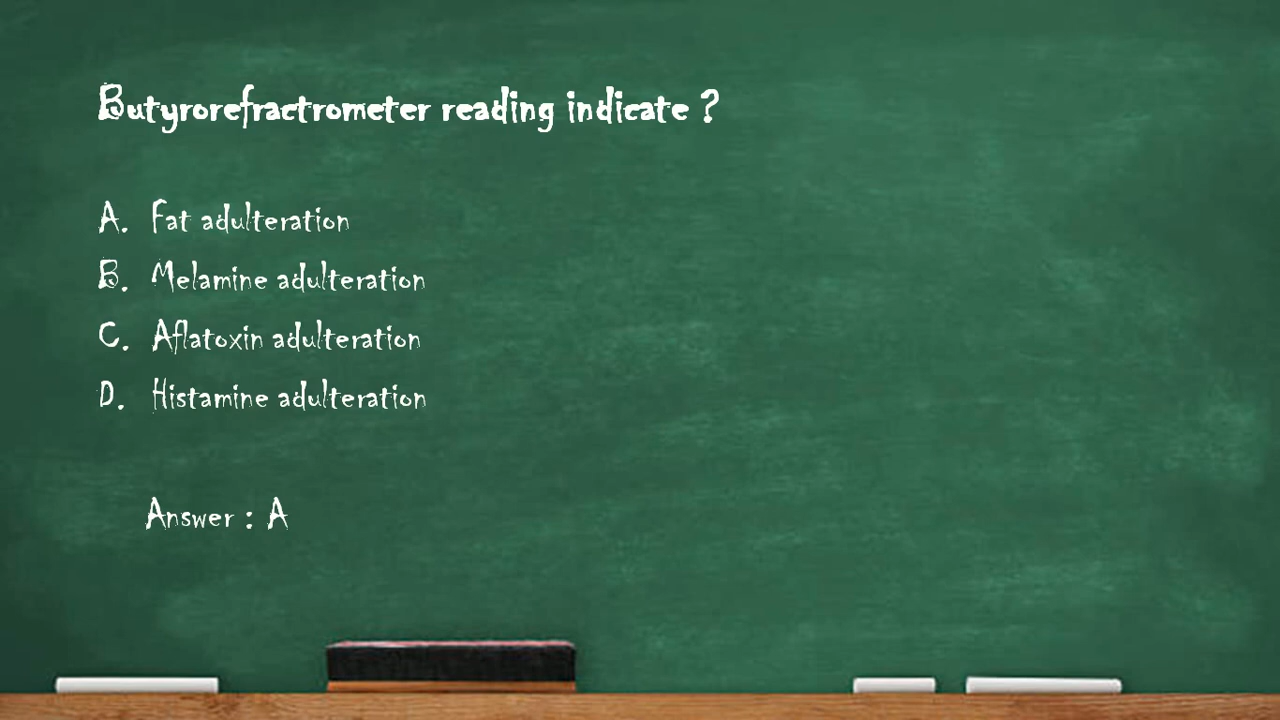 Butyrorefractrometer reading indicate ?
A. Fat adulteration
B. Melamine adulteration
C. Aflatoxin adulteration
D. Histamine adulteration
Answer : A